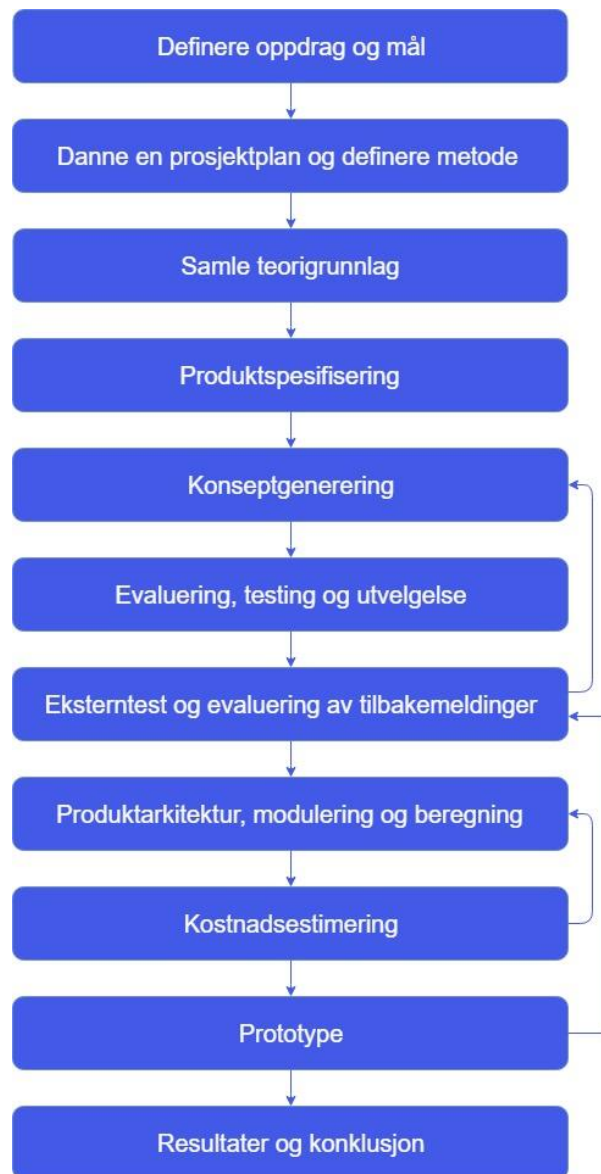 Definere oppdrag og mål
Danne en prosjektplan og definere metode
Samle teorigrunnlag
Produktspesifisering
Konseptgenerering
Evaluering, testing og utvelgelse
Eksterntest og evaluering av tilbakemeldinger
Produktarkitektur, modulering og beregning
Kostnadsestimering
Prototype
Resultater og konklusjon